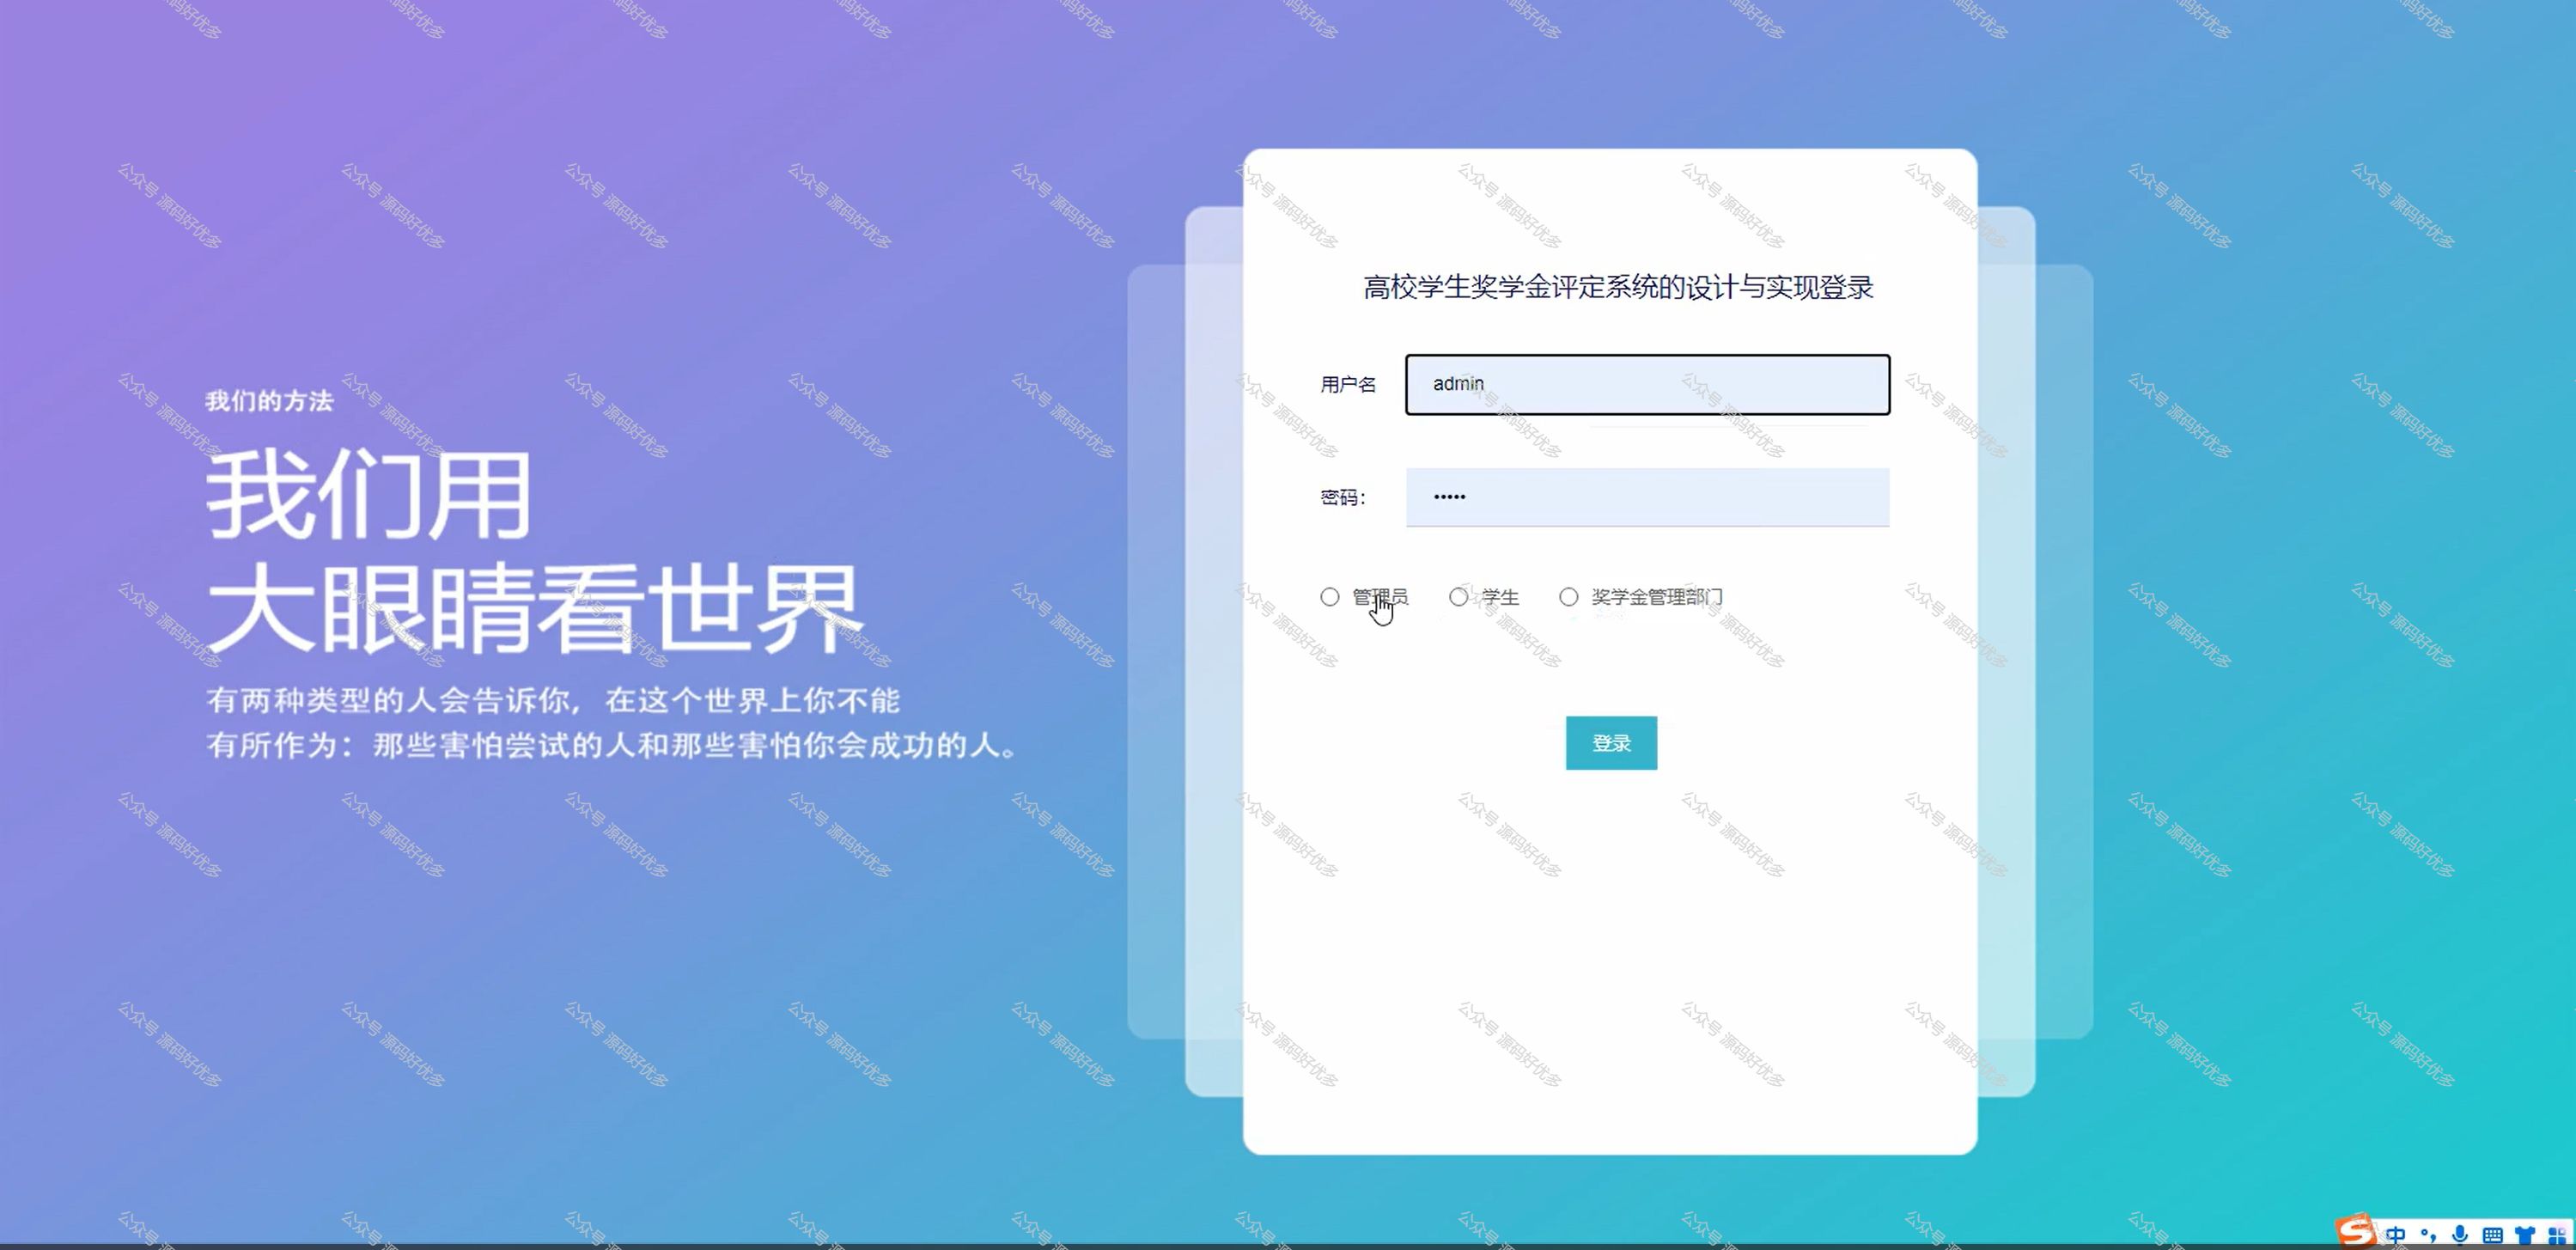 我们的方法
我们用
大眼睛看世界
有两种类型的人会告诉你，在这个世界上你不能
有所作为：那些害怕尝试的人和那些害怕你会成功的人。
高校学生奖学金评定系统的设计与实现登录
用户名
admin
密码：
•••••
管理员
学生
奖学金管理部门
登录
公众号 源码好优多
中